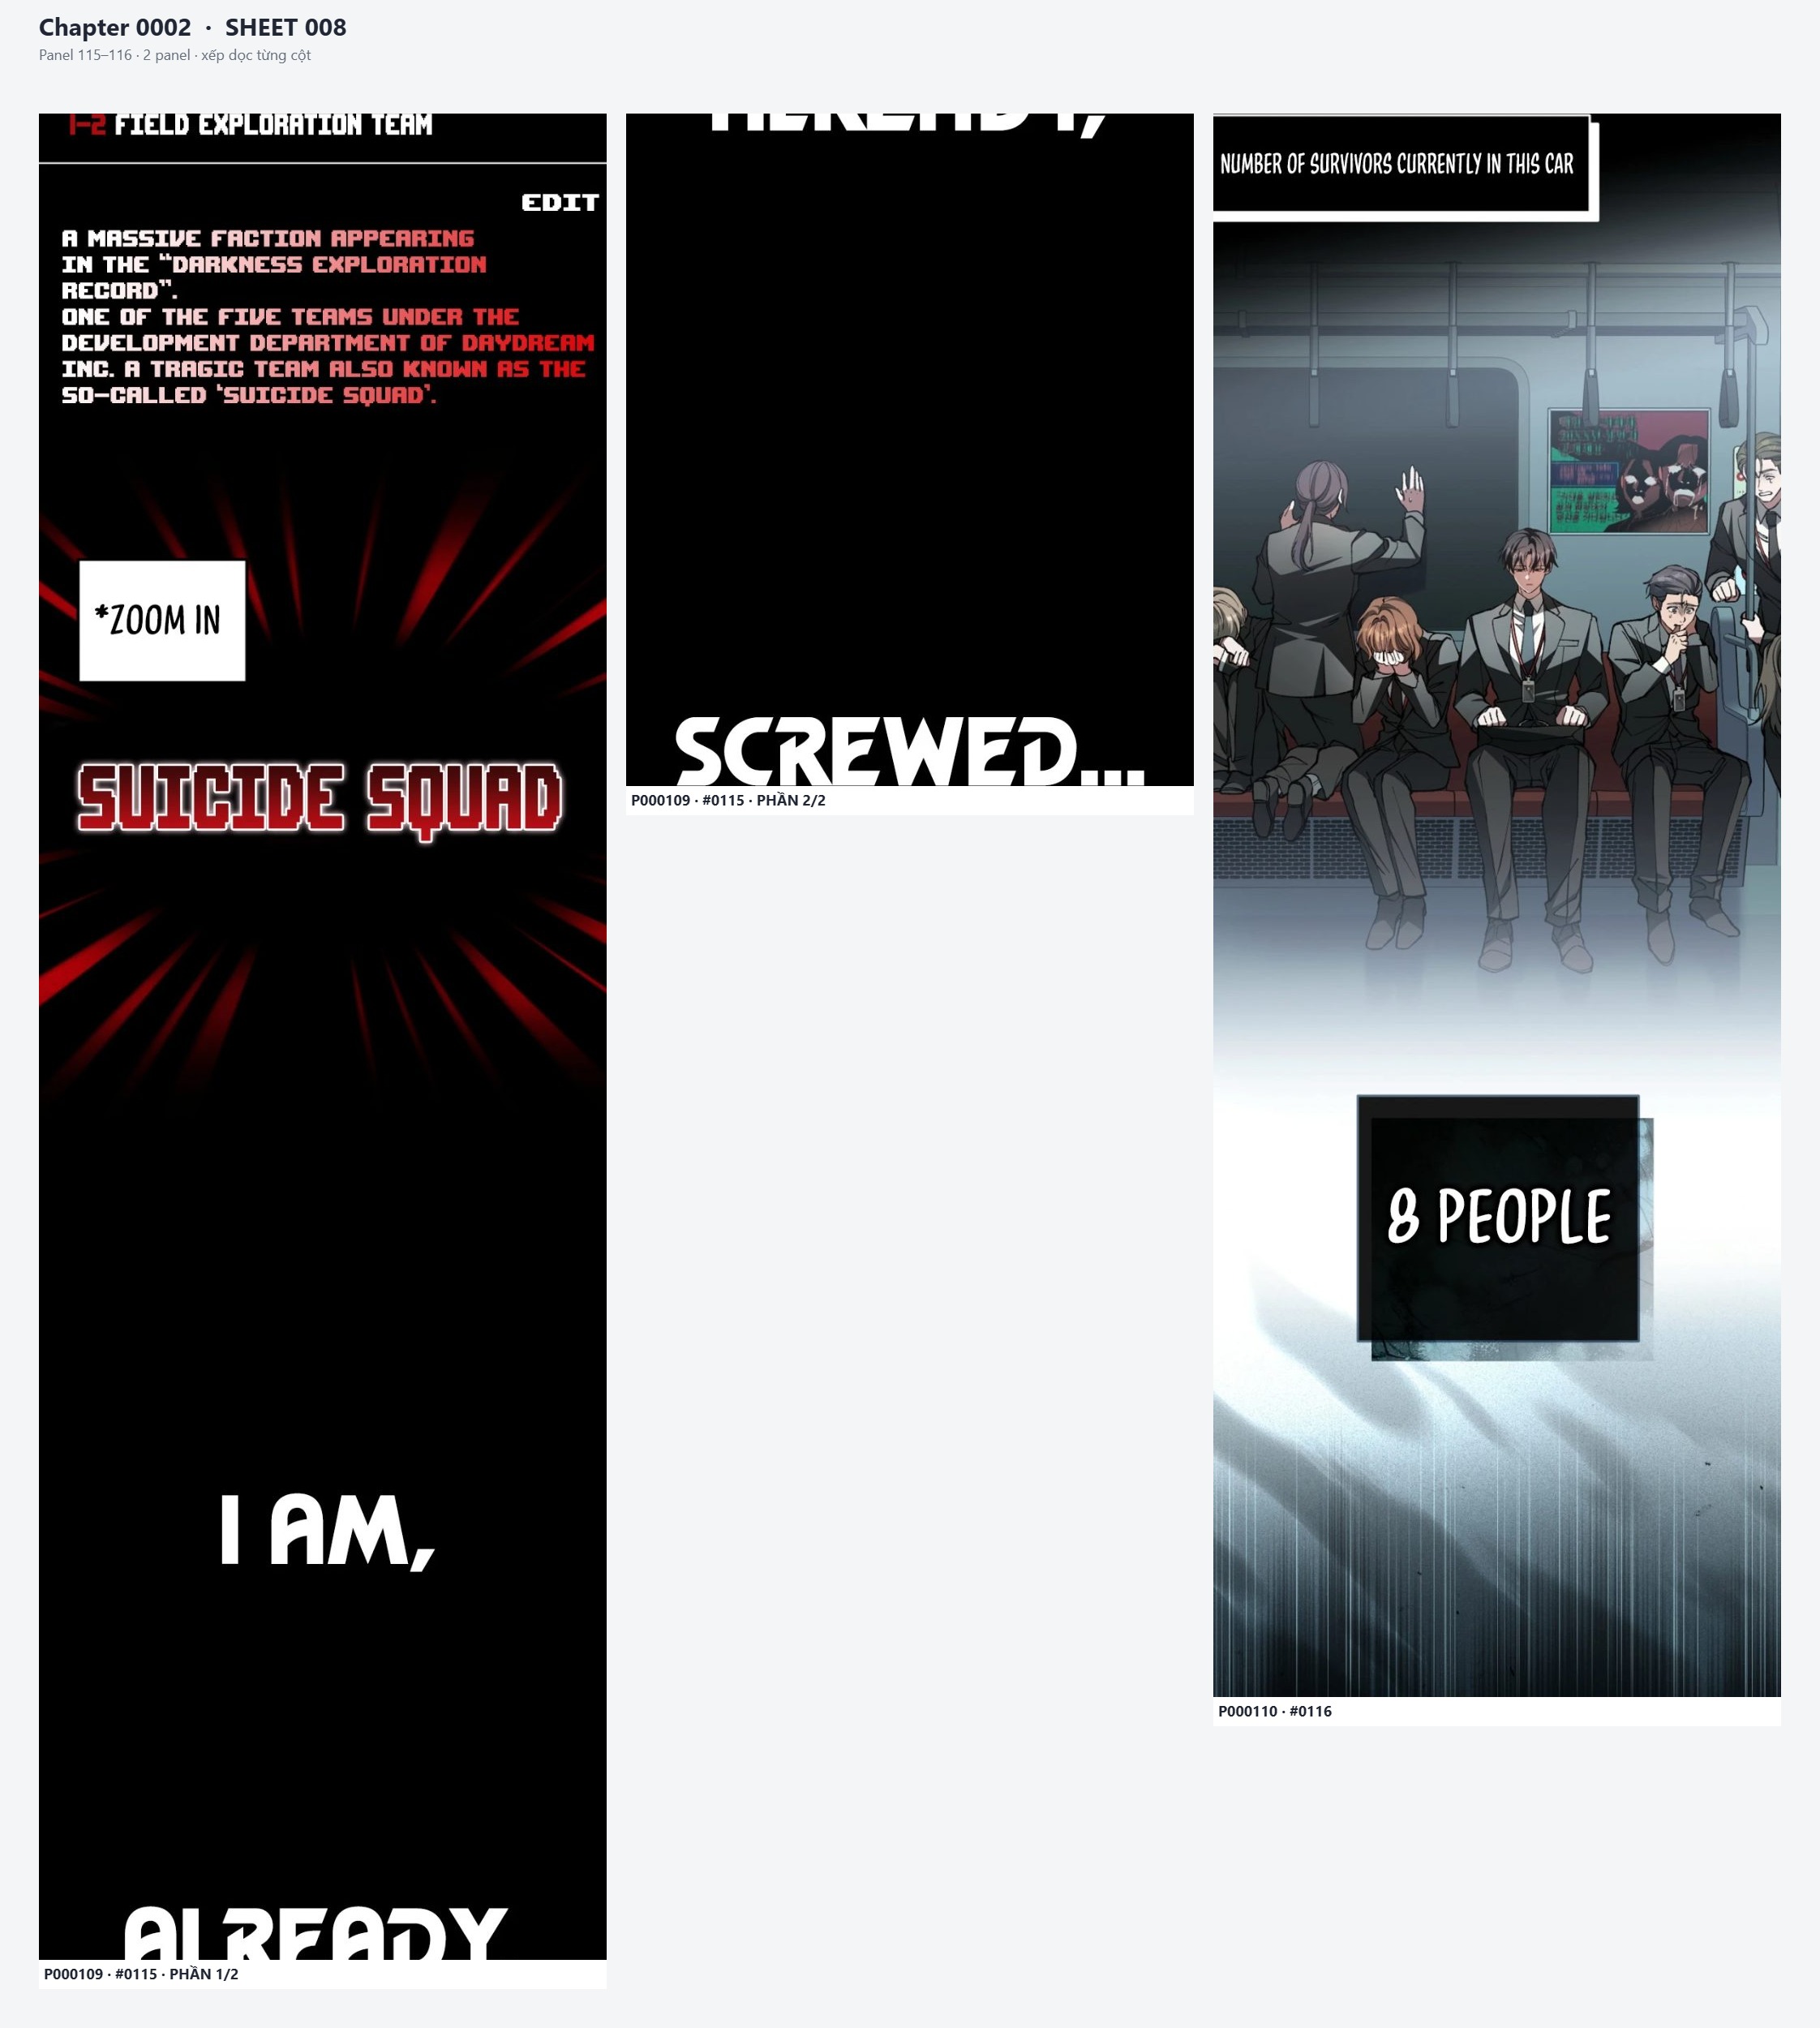 Chapter 0002 · SHEET 008
Panel 115–116 · 2 panel · xếp dọc từng cột
1-2 FIELD EXPLORATION TEAM
EDIT
A MASSIVE FACTION APPEARING
IN THE “DARKNESS EXPLORATION
RECORD”.
ONE OF THE FIVE TEAMS UNDER THE
DEVELOPMENT DEPARTMENT OF DAYDREAM
INC. A TRAGIC TEAM ALSO KNOWN AS THE
SO-CALLED ‘SUICIDE SQUAD’.
*ZOOM IN
SUICIDE SQUAD
I AM,
ALREADY
P000109 · #0115 · PHẦN 1/2
ALREADY,
SCREWED...
P000109 · #0115 · PHẦN 2/2
NUMBER OF SURVIVORS CURRENTLY IN THIS CAR
8 PEOPLE
P000110 · #0116